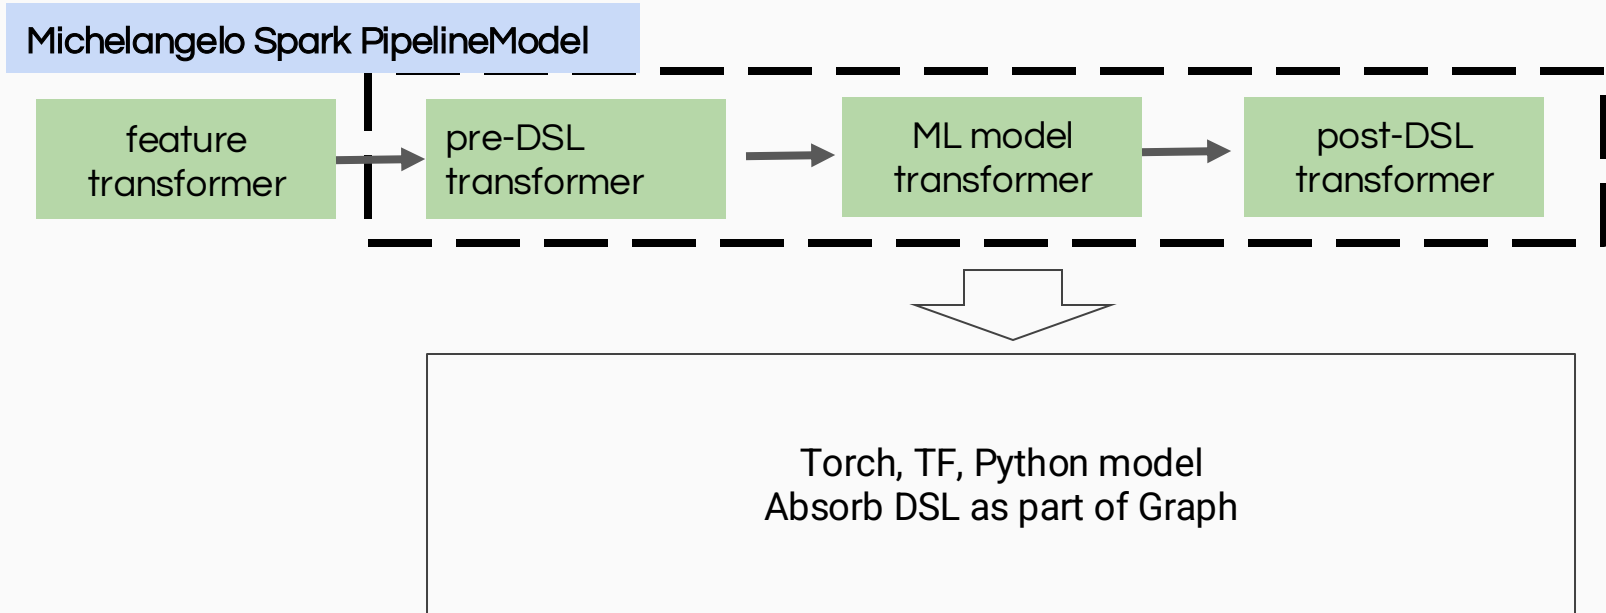 Michelangelo Spark PipelineModel
feature
transformer
pre-DSL
transformer
ML model
transformer
post-DSL
transformer
Torch, TF, Python model
Absorb DSL as part of Graph